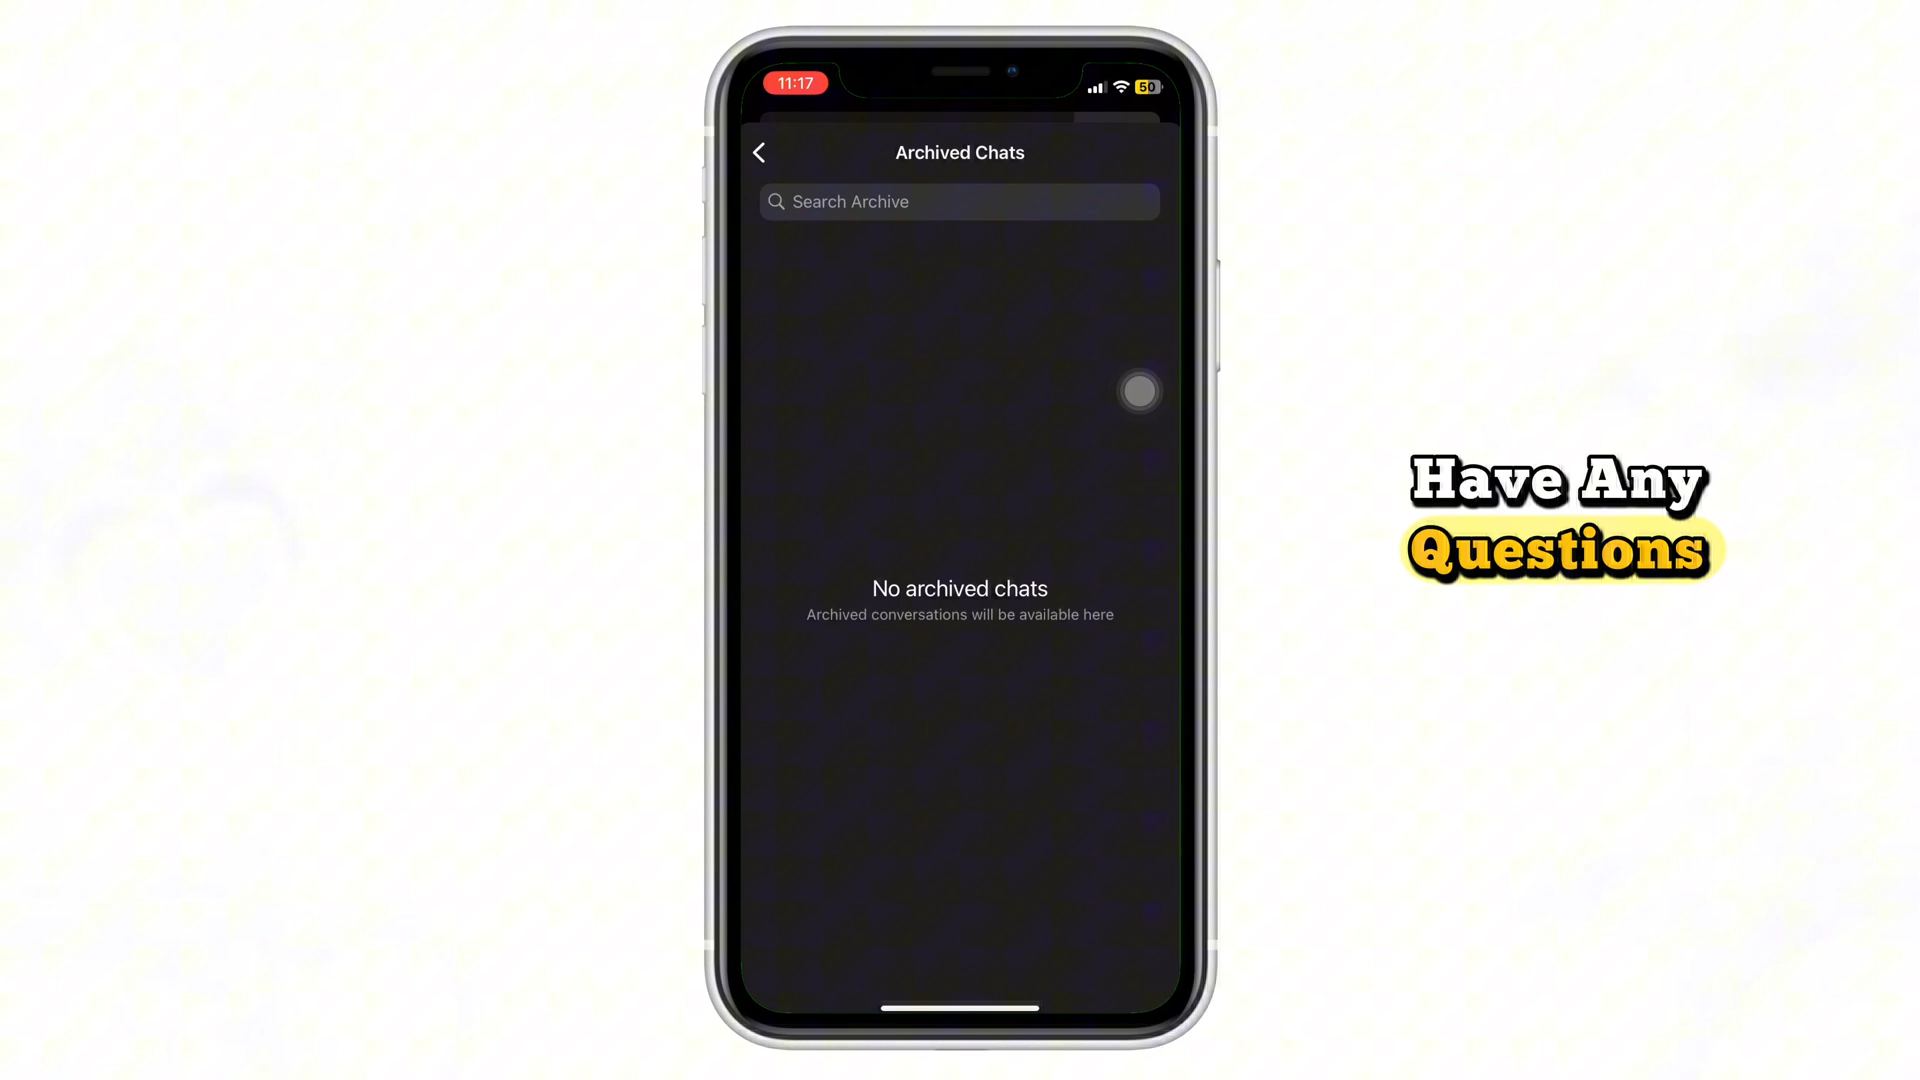 11:17
50
Archived Chats
Search Archive
No archived chats
Archived conversations will be available here
Have Any
Questions